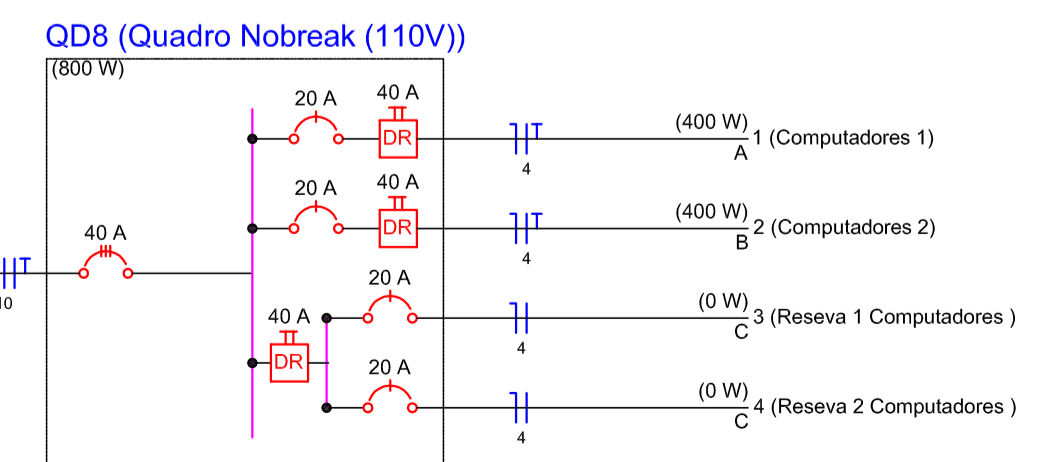 QD8 (Quadro Nobreak (110V))
(800 W)
20 A
40 A
DR
4
(400 W)
A
1 (Computadores 1)
20 A
40 A
DR
4
(400 W)
B
2 (Computadores 2)
40 A
10
20 A
4
(0 W)
C
3 (Reseva 1 Computadores )
40 A
DR
20 A
4
(0 W)
C
4 (Reseva 2 Computadores )